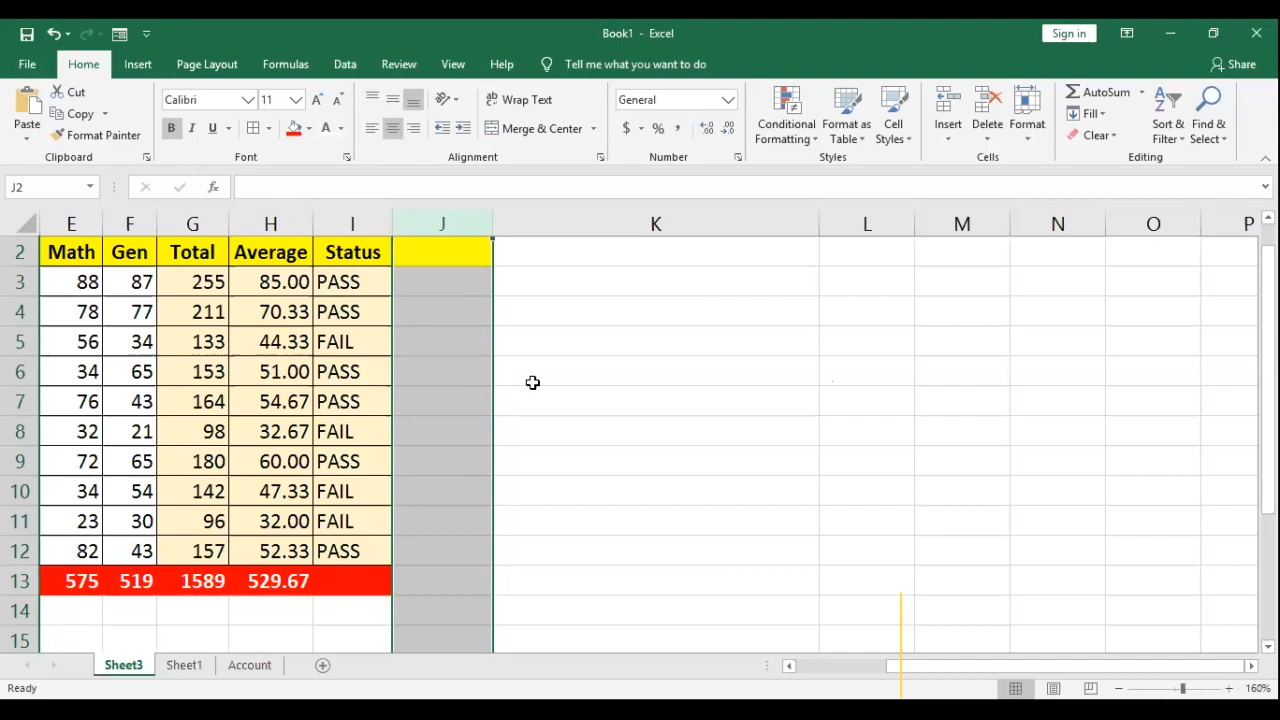 Book1 - Excel
Sign in
File Home Insert Page Layout Formulas Data Review View Help Tell me what you want to do Share
Cut
Copy
Format Painter
Paste
Clipboard
Calibri 11
B I U
Font
Wrap Text
Merge & Center
Alignment
General
$ % ,
Number
Conditional Formatting
Format as Table
Cell Styles
Styles
Insert
Delete
Format
Cells
AutoSum
Fill
Clear
Sort & Filter
Find & Select
Editing
J2
fx
E F G H I J K L M N O P
2 Math Gen Total Average Status
3 88 87 255 85.00 PASS
4 78 77 211 70.33 PASS
5 56 34 133 44.33 FAIL
6 34 65 153 51.00 PASS
7 76 43 164 54.67 PASS
8 32 21 98 32.67 FAIL
9 72 65 180 60.00 PASS
10 34 54 142 47.33 FAIL
11 23 30 96 32.00 FAIL
12 82 43 157 52.33 PASS
13 575 519 1589 529.67
14
15
Sheet3 Sheet1 Account
Ready
160%